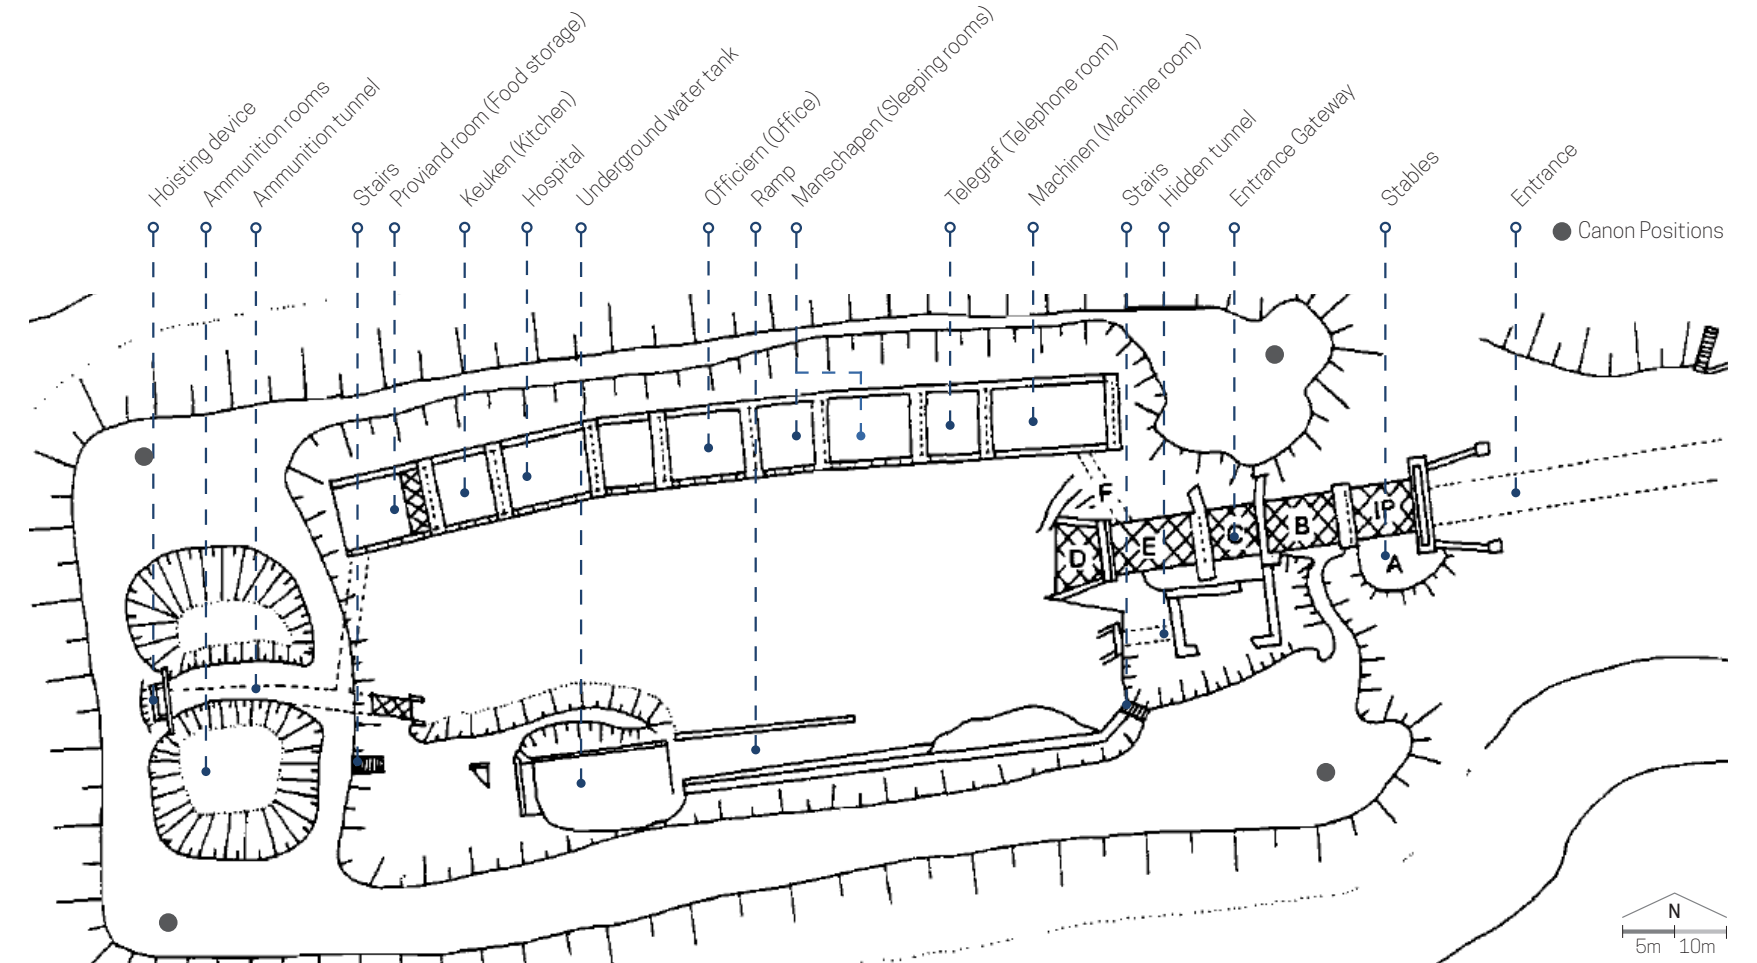 Hoisting device
Ammunition rooms
Ammunition tunnel
Stairs
Proviand room (Food storage)
Keuken (Kitchen)
Hospital
Underground water tank
Officiern (Office)
Ramp
Manschapen (Sleeping rooms)
Telegraf (Telephone room)
Machinen (Machine room)
Stairs
Hidden tunnel
Entrance Gateway
Stables
Entrance
Canon Positions
F
D
E
C
B
IP
A
N
5m 10m